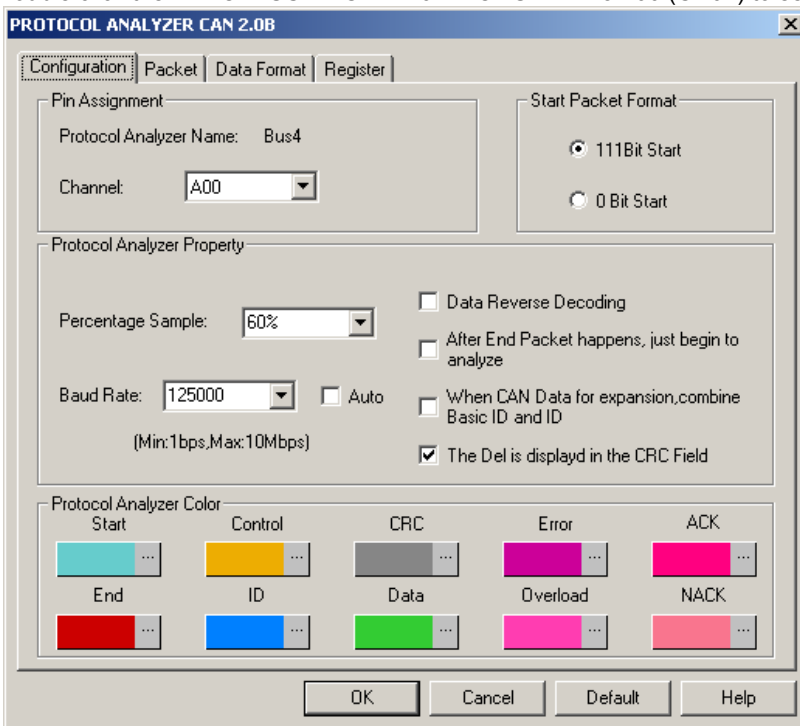 PROTOCOL ANALYZER CAN 2.0B
Configuration Packet Data Format Register
Pin Assignment
Protocol Analyzer Name: Bus4
Channel: A00
Start Packet Format
111Bit Start
0 Bit Start
Protocol Analyzer Property
Percentage Sample: 60%
Baud Rate: 125000 Auto
(Min:1bps,Max:10Mbps)
Data Reverse Decoding
After End Packet happens, just begin to
analyze
When CAN Data for expansion,combine
Basic ID and ID
The Del is displayd in the CRC Field
Protocol Analyzer Color
Start Control CRC Error ACK
... ... ... ... ...
End ID Data Overload NACK
... ... ... ... ...
OK Cancel Default Help